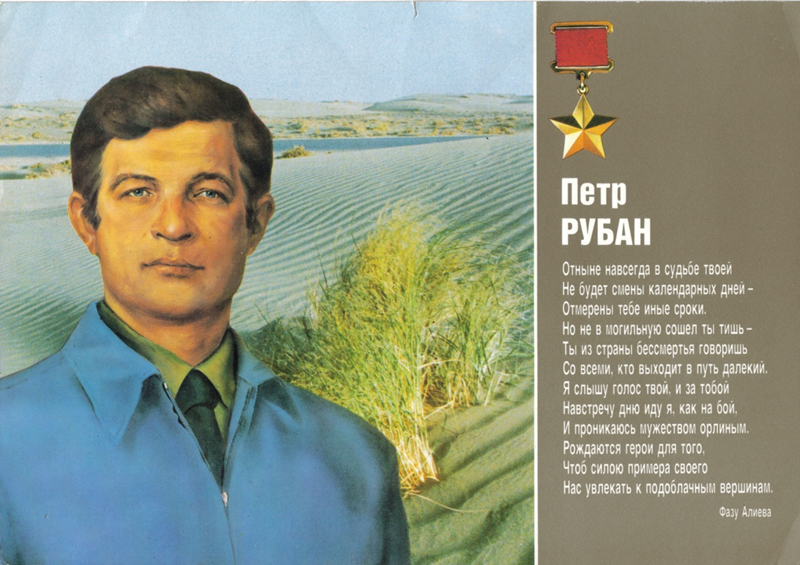 Петр
РУБАН
Отныне навсегда в судьбе твоей
Не будет смены календарных дней –
Отмерены тебе иные сроки.
Но не в могильную сошел ты тишь –
Ты из страны бессмертья говоришь
Со всеми, кто выходит в путь далекий.
Я слышу голос твой, и за тобой
Навстречу дню иду я, как на бой,
И проникаюсь мужеством орлиным.
Рождаются герои для того,
Чтоб силою примера своего
Нас увлекать к подоблачным вершинам.
Фазу Алиева